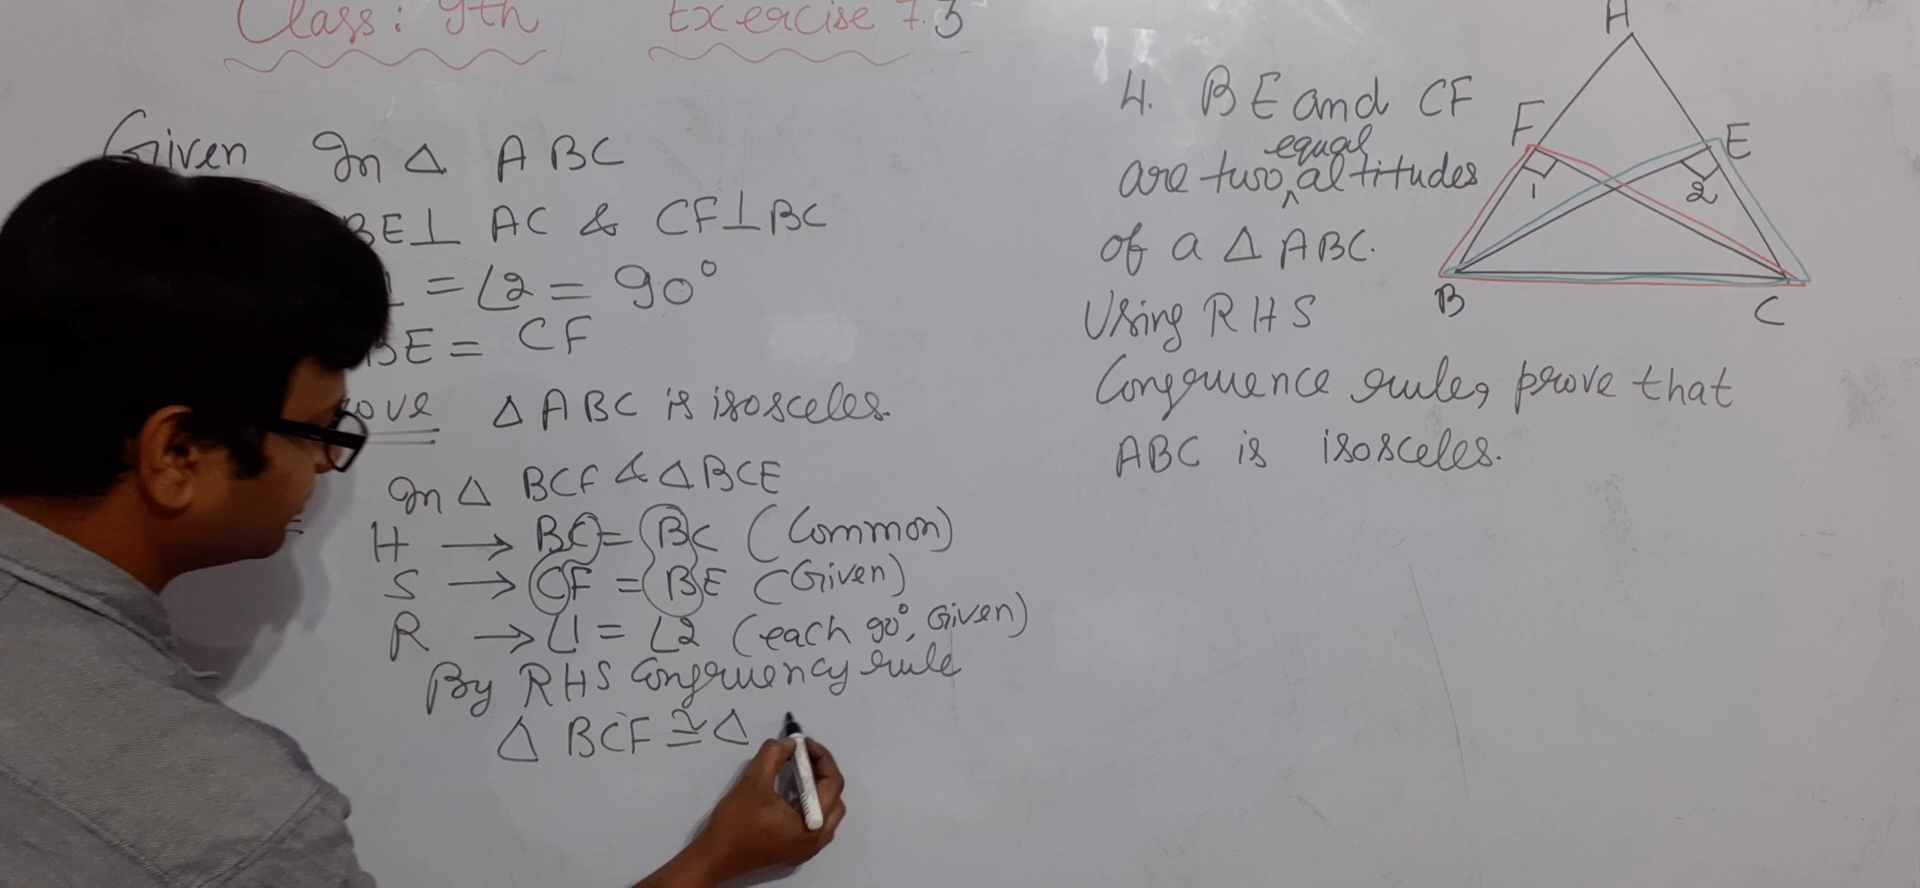 Class: 9th Exercise 7.3
Given In △ ABC
BE⊥ AC & CF⊥BC
= ∠2 = 90°
BE = CF
△ ABC is isosceles.
In △ BCF & △BCE
H → BC = BC (Common)
S → CF = BE (Given)
R → ∠1 = ∠2 (each 90°, Given)
By RHS Congruency rule
△ BCF ≅ △
4. BE and CF
are two equal altitudes
of a △ ABC.
Using RHS
Congruence rule, prove that
ABC is isosceles.
A
F
E
1
2
B
C